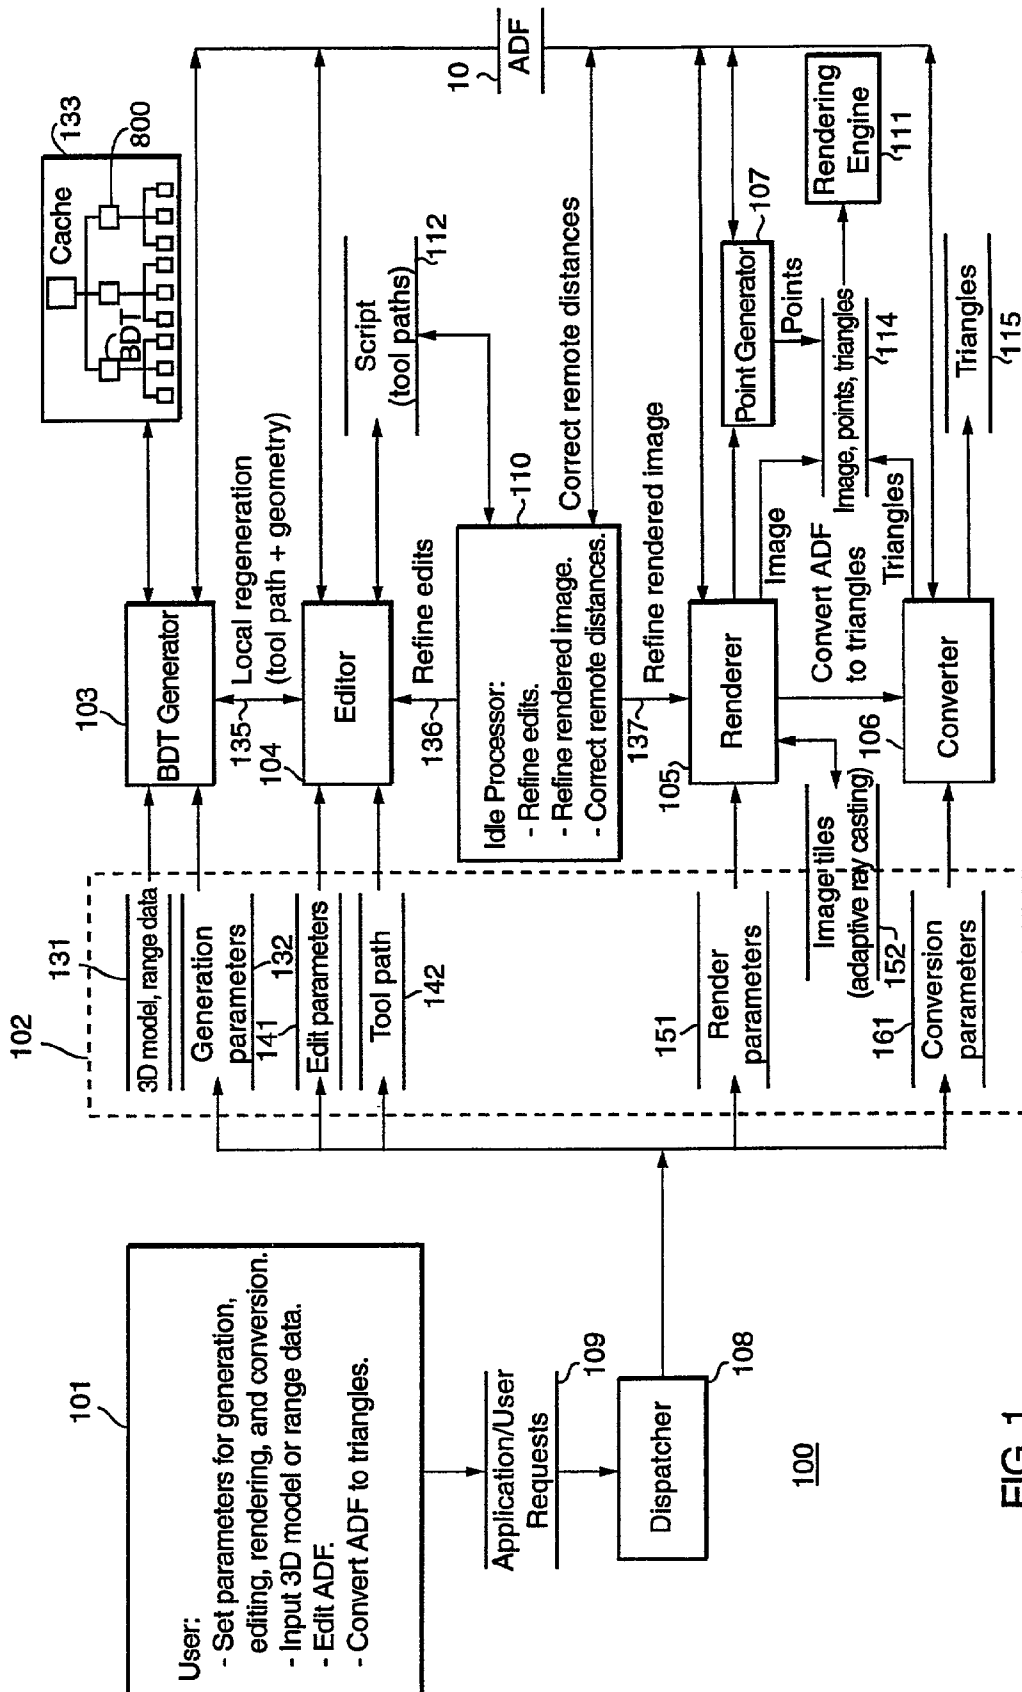 101
User:
- Set parameters for generation,
editing, rendering, and conversion.
- Input 3D model or range data.
- Edit ADF.
- Convert ADF to triangles.
Application/User
Requests
109
Dispatcher
108
100
FIG. 1
102
131
3D model, range data
Generation
parameters
132
141
Edit parameters
Tool path
142
151
Render
parameters
Image tiles
(adaptive ray casting)
152
161
Conversion
parameters
103
BDT Generator
135
Local regeneration
(tool path + geometry)
104
Editor
136
Refine edits
110
Idle Processor:
- Refine edits.
- Refine rendered image.
- Correct remote distances.
137
Refine rendered image
105
Renderer
Convert ADF
to triangles
106
Converter
133
Cache
BDT
800
Script
(tool paths)
112
Correct remote distances
10
ADF
107
Point Generator
Points
Image
Image, points, triangles
114
Triangles
Rendering
Engine
111
Triangles
115